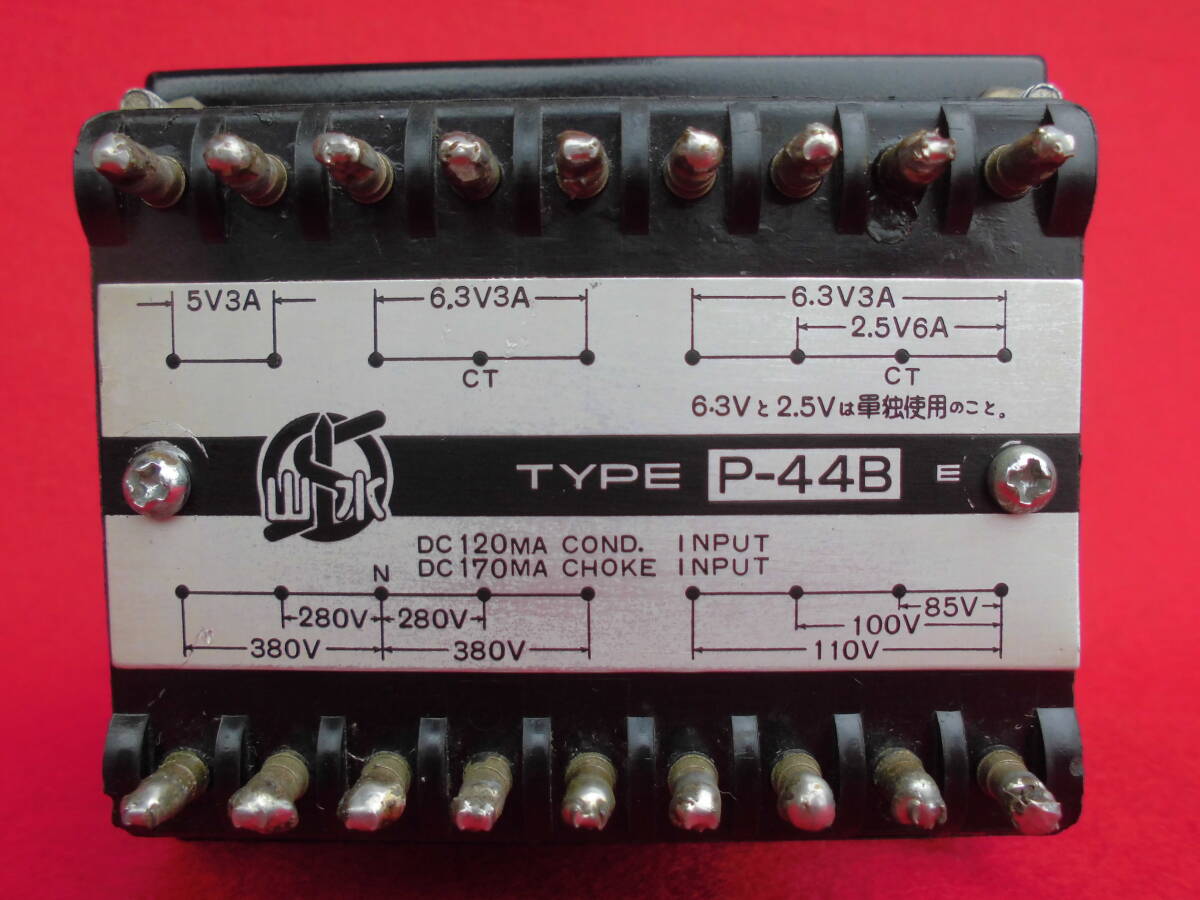 5V3A 6.3V3A 6.3V3A
2.5V6A
CT CT
6.3Vと2.5Vは単独使用のこと。
山水 TYPE P-44B E
DC120MA COND. INPUT
DC170MA CHOKE INPUT
N
280V 280V 85V
100V
380V 380V 110V